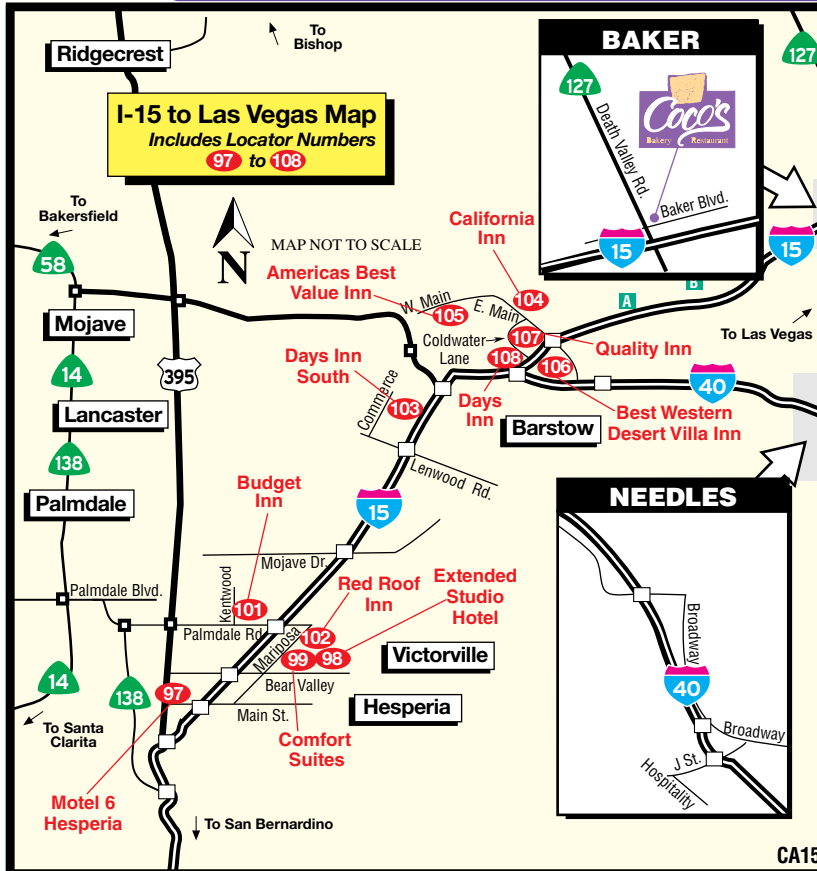 To
Bishop
Ridgecrest
I-15 to Las Vegas Map
Includes Locator Numbers
97 to 108
To
Bakersfield
58
N
MAP NOT TO SCALE
BAKER
127
127
Coco's
Bakery Restaurant
Death Valley Rd.
Baker Blvd.
15
15
California
Inn
104
Americas Best
Value Inn
105
W. Main
E. Main
A
B
To Las Vegas
Mojave
14
395
Coldwater
Lane
107
108
106
Quality Inn
Days Inn
South
103
Commerce
Days
Inn
40
Best Western
Desert Villa Inn
Barstow
Lancaster
138
Palmdale
Lenwood Rd.
15
Budget
Inn
Mojave Dr.
NEEDLES
Broadway
40
Broadway
J St.
Hospitality
Palmdale Blvd.
Kentwood
101
Palmdale Rd.
Mariposa
Red Roof
Inn
102
Extended
Studio
Hotel
99
98
Victorville
Bear Valley
14
138
97
Main St.
Hesperia
To Santa
Clarita
Comfort
Suites
Motel 6
Hesperia
To San Bernardino
CA15